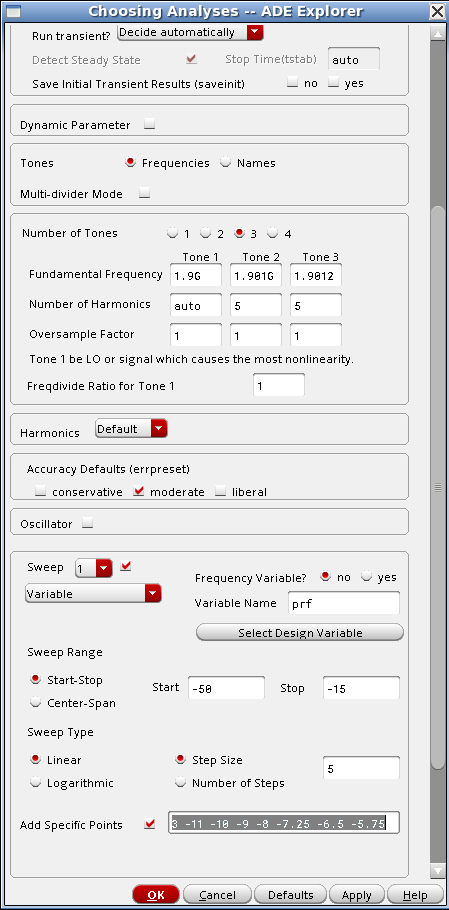 Choosing Analyses -- ADE Explorer
Run transient? Decide automatically
Detect Steady State Stop Time(tstab) auto
Save Initial Transient Results (saveinit) no yes
Dynamic Parameter
Tones Frequencies Names
Multi-divider Mode
Number of Tones 1 2 3 4
Tone 1 Tone 2 Tone 3
Fundamental Frequency 1.9G 1.901G 1.9012
Number of Harmonics auto 5 5
Oversample Factor 1 1 1
Tone 1 be LO or signal which causes the most nonlinearity.
Freqdivide Ratio for Tone 1 1
Harmonics Default
Accuracy Defaults (errpreset)
conservative moderate liberal
Oscillator
Sweep 1
Frequency Variable? no yes
Variable
Variable Name prf
Select Design Variable
Sweep Range
Start-Stop Start -50 Stop -15
Center-Span
Sweep Type
Linear Step Size 5
Logarithmic Number of Steps
Add Specific Points 3 -11 -10 -9 -8 -7.25 -6.5 -5.75
OK Cancel Defaults Apply Help